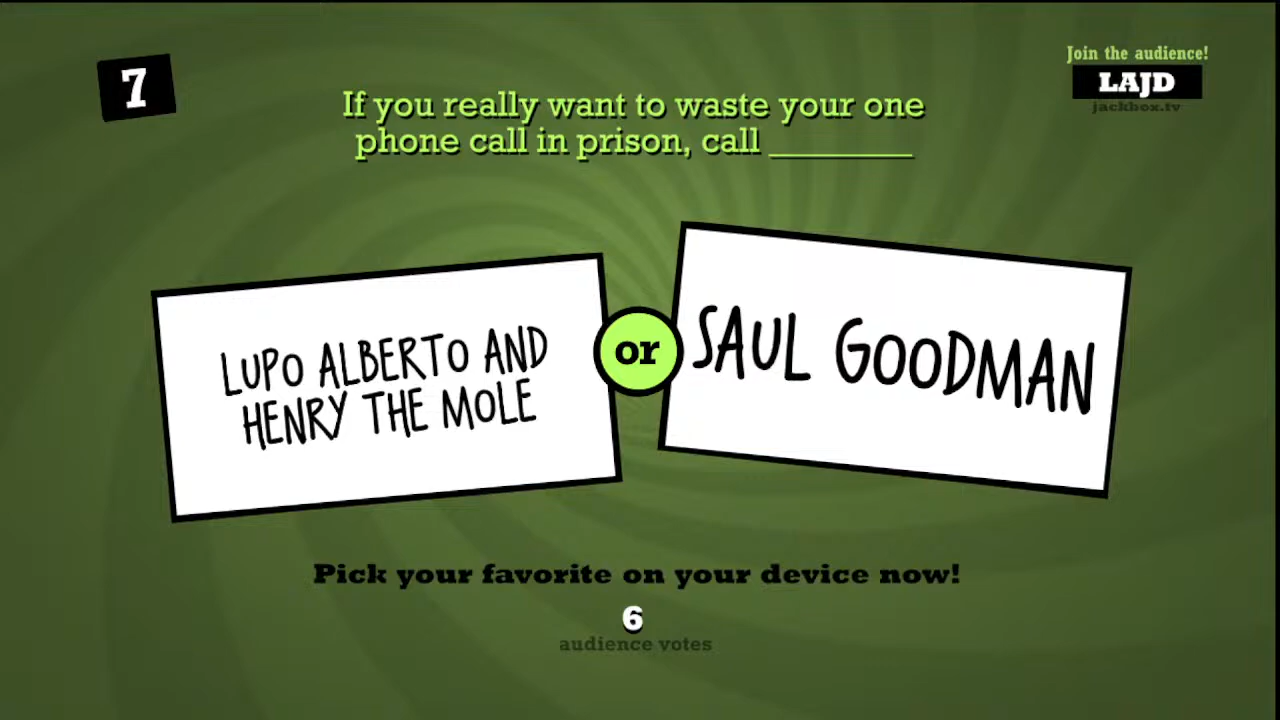 7
Join the audience!
LAJD
jackbox.tv
If you really want to waste your one
phone call in prison, call ________
LUPO ALBERTO AND
HENRY THE MOLE
or
SAUL GOODMAN
Pick your favorite on your device now!
6
audience votes